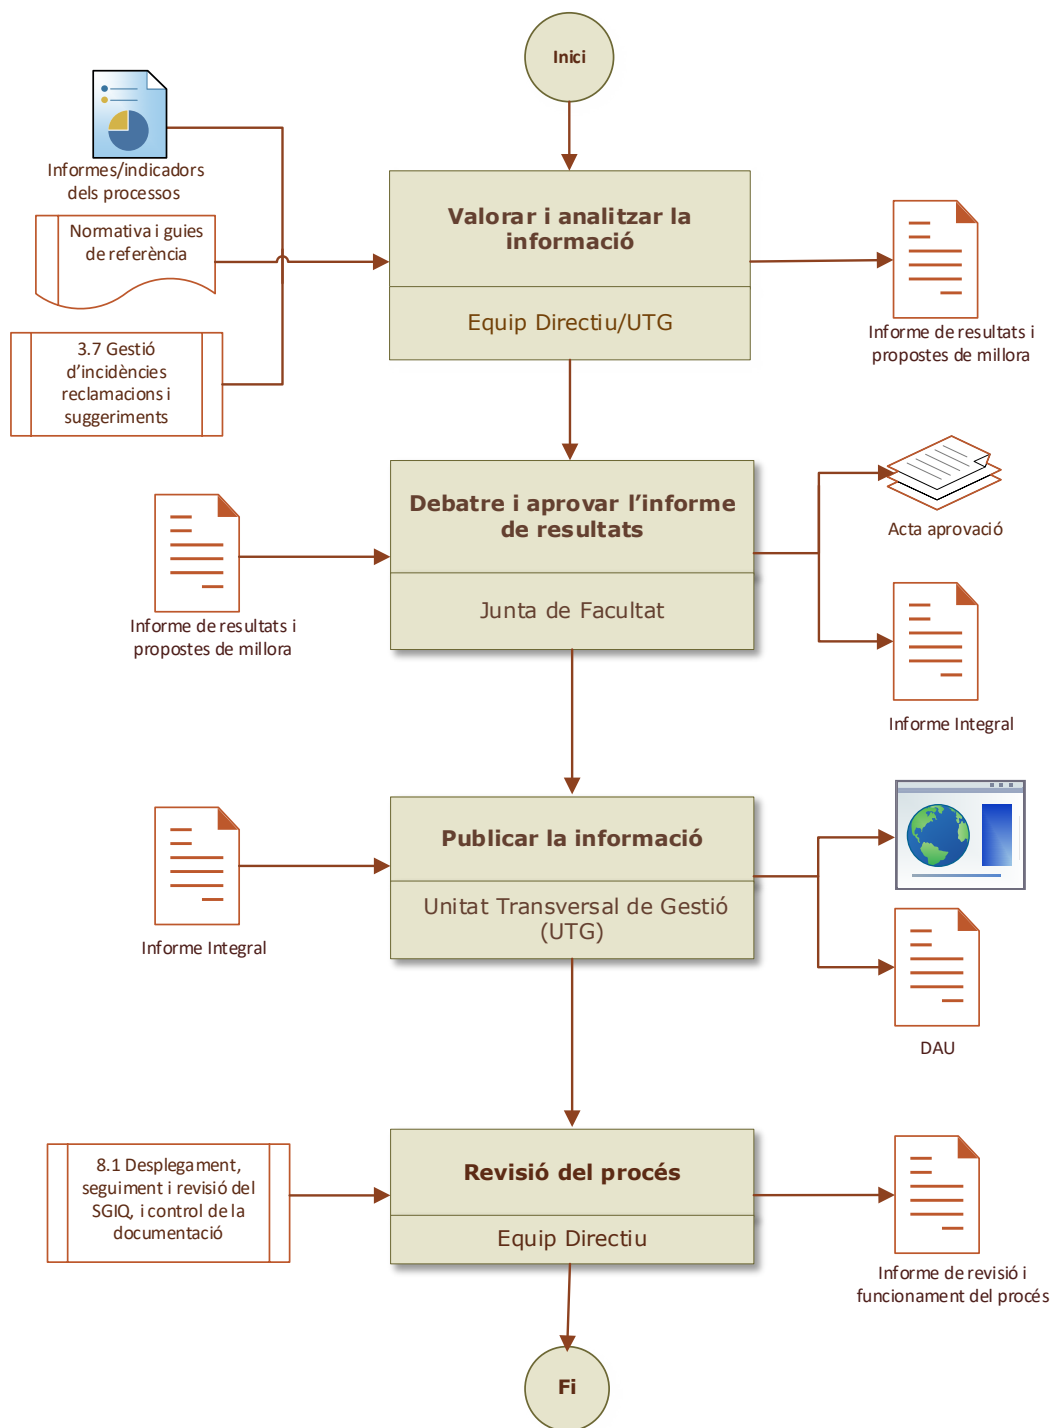 Inici
Informes/indicadors
dels processos
Normativa i guies
de referència
3.7 Gestió
d'incidències
reclamacions i
suggeriments
Valorar i analitzar la
informació
Equip Directiu/UTG
Informe de resultats i
propostes de millora
Informe de resultats i
propostes de millora
Debatre i aprovar l'informe
de resultats
Junta de Facultat
Acta aprovació
Informe Integral
Informe Integral
Publicar la informació
Unitat Transversal de Gestió
(UTG)
DAU
8.1 Desplegament,
seguiment i revisió del
SGIQ, i control de la
documentació
Revisió del procés
Equip Directiu
Informe de revisió i
funcionament del procés
Fi